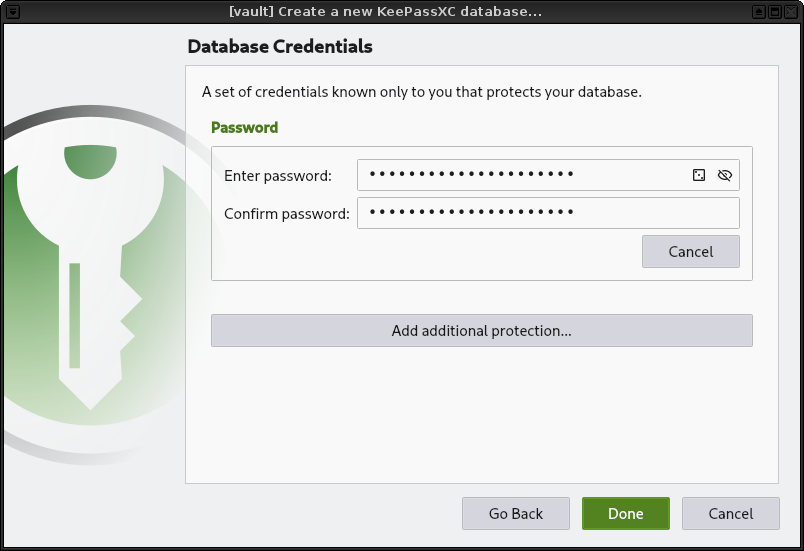 [vault] Create a new KeePassXC database...
Database Credentials
A set of credentials known only to you that protects your database.
Password
Enter password: •••••••••••••••••••••
Confirm password: •••••••••••••••••••••
Cancel
Add additional protection...
Go Back Done Cancel